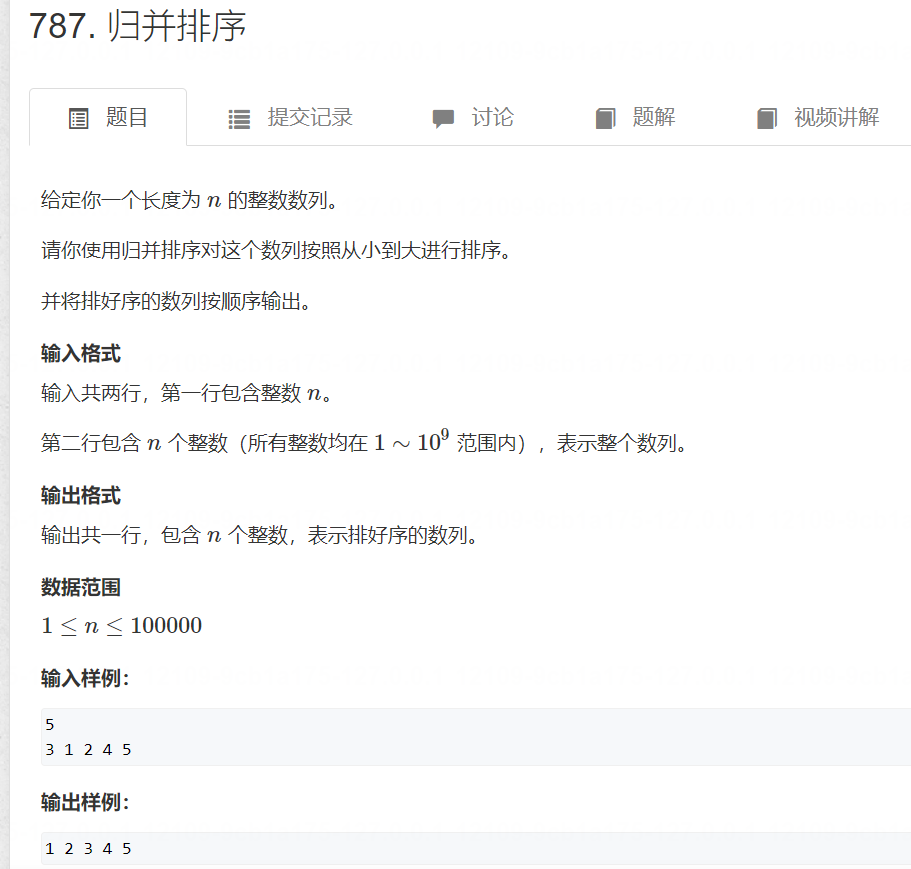 787. 归并排序
题目 提交记录 讨论 题解 视频讲解
给定你一个长度为 n 的整数数列。
请你使用归并排序对这个数列按照从小到大进行排序。
并将排好序的数列按顺序输出。
输入格式
输入共两行，第一行包含整数 n。
第二行包含 n 个整数（所有整数均在 1 ∼ 10⁹ 范围内），表示整个数列。
输出格式
输出共一行，包含 n 个整数，表示排好序的数列。
数据范围
1 ≤ n ≤ 100000
输入样例：
5
3 1 2 4 5
输出样例：
1 2 3 4 5